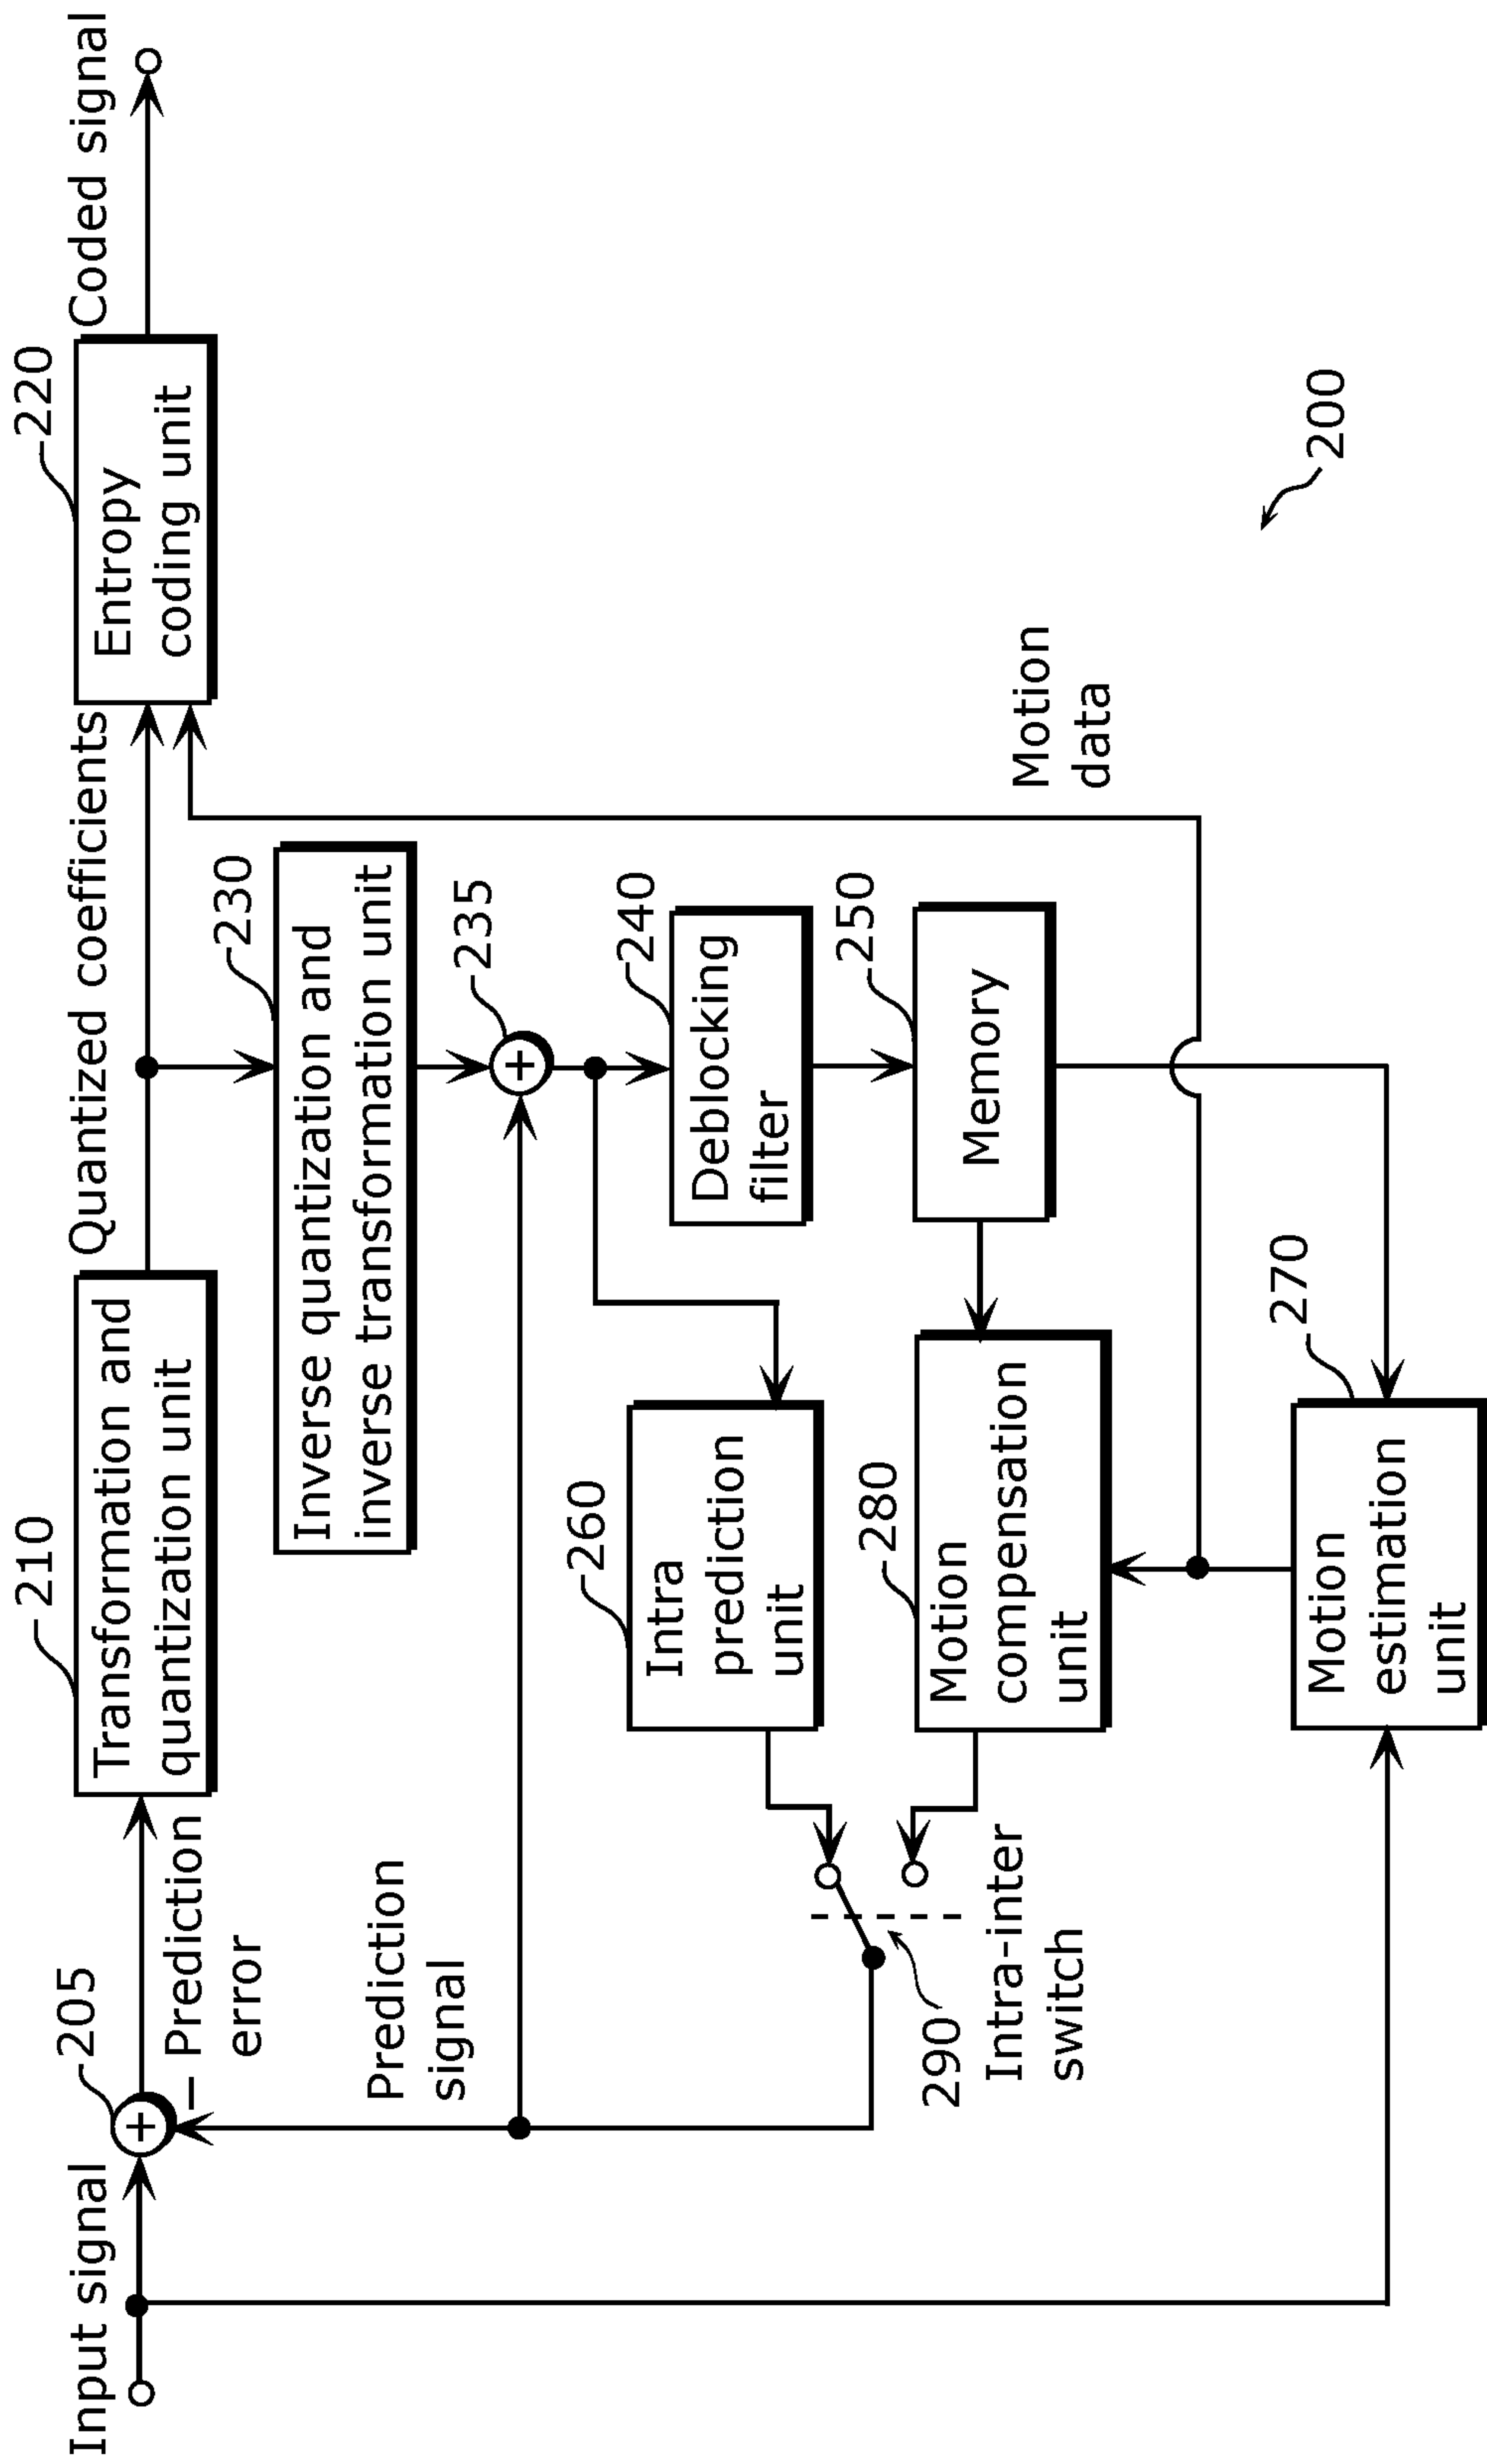 Input signal
205
Prediction
error
210
Transformation and
quantization unit
Quantized coefficients
220
Entropy
coding unit
Coded signal
230
Inverse quantization and
inverse transformation unit
Prediction
signal
235
+
+
−
260
Intra
prediction
unit
240
Deblocking
filter
290
Intra-inter
switch
280
Motion
compensation
unit
250
Memory
Motion
data
270
Motion
estimation
unit
200